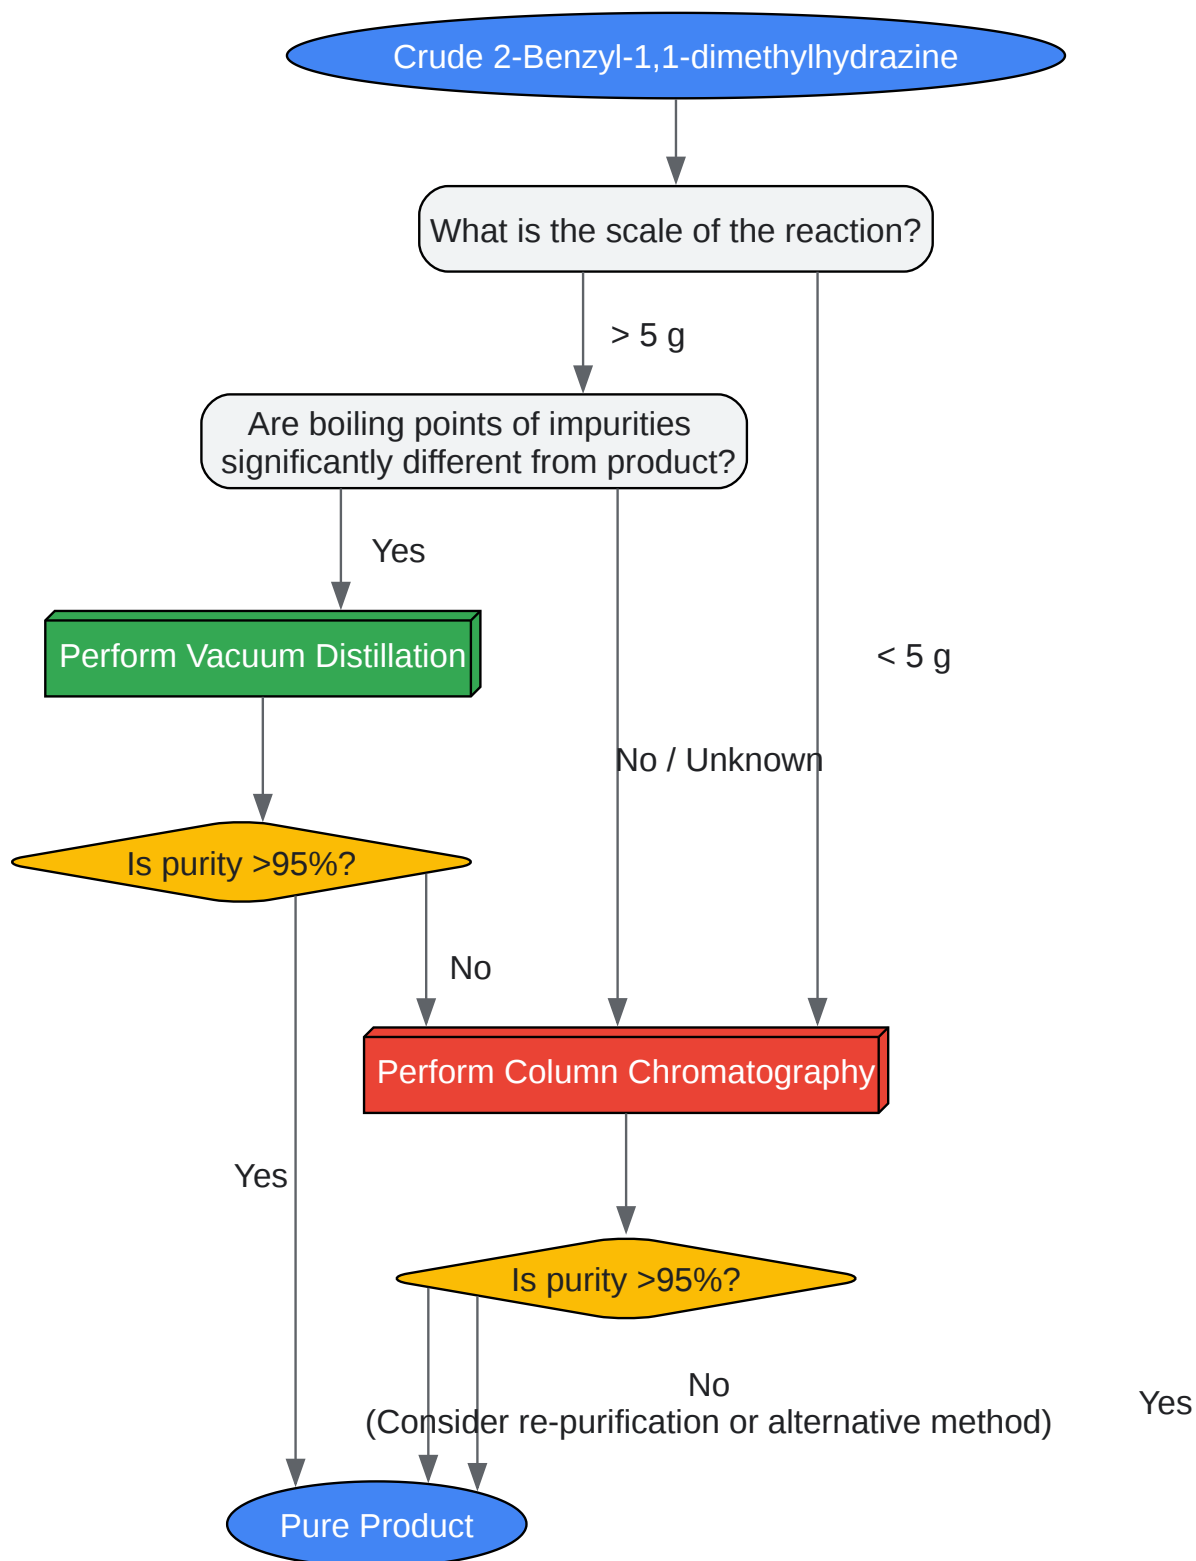 Crude 2-Benzyl-1,1-dimethylhydrazine
What is the scale of the reaction?
> 5 g
Are boiling points of impurities
significantly different from product?
Yes
Perform Vacuum Distillation
< 5 g
No / Unknown
Is purity >95%?
No
Perform Column Chromatography
Yes
Is purity >95%?
No
(Consider re-purification or alternative method)
Yes
Pure Product